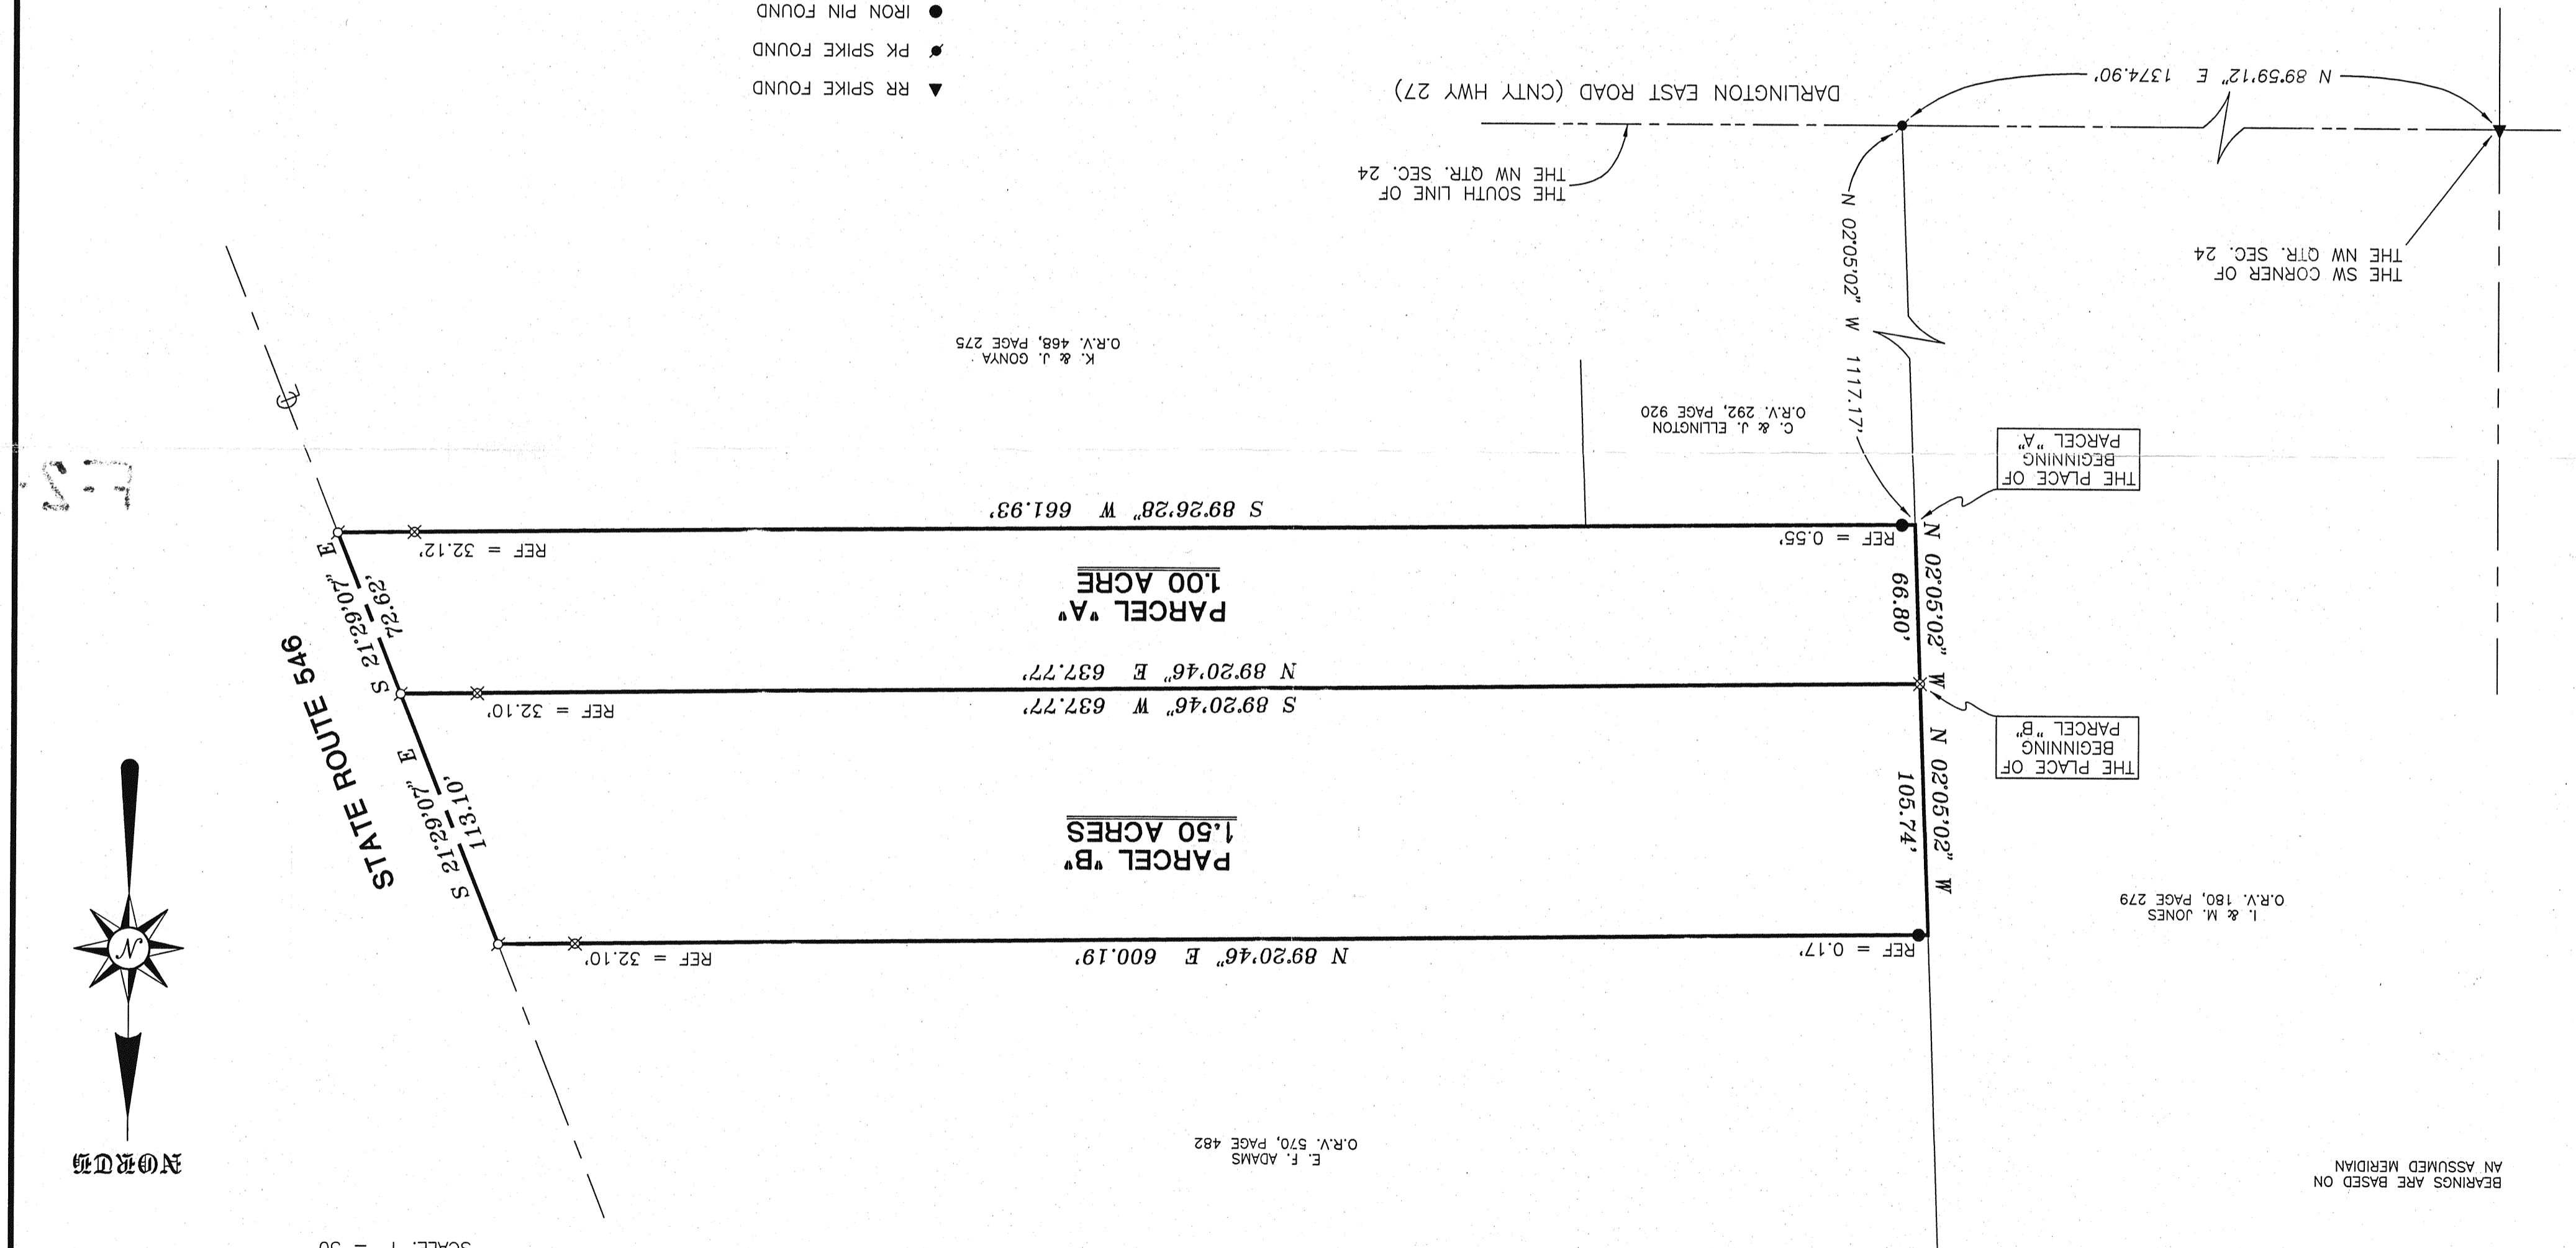 SCALE: 1" = 50'
BEARINGS ARE BASED ON
AN ASSUMED MERIDIAN
E. F. ADAMS
O.R.V. 570, PAGE 482
NORTH
N
I. & M. JONES
O.R.V. 180, PAGE 279
REF = 0.17'
N 89°20'46" E 600.19'
REF = 32.10'
N 02°05'02" W
105.74'
PARCEL "B"
1.50 ACRES
S 21°29'07" E
113.10'
STATE ROUTE 546
THE PLACE OF
BEGINNING
PARCEL "B"
S 89°20'46" W 637.77'
REF = 32.10'
N 89°20'46" E 637.77'
N 02°05'02" W
66.80'
PARCEL "A"
1.00 ACRE
S 21°29'07" E
72.62'
REF = 0.55'
REF = 32.12'
S 89°26'28" W 661.93'
THE PLACE OF
BEGINNING
PARCEL "A"
F-2
C. & J. ELLINGTON
O.R.V. 292, PAGE 920
K. & J. GONYA
O.R.V. 468, PAGE 275
N 02°05'02" W 1117.17'
THE SW CORNER OF
THE NW QTR. SEC. 24
THE SOUTH LINE OF
THE NW QTR. SEC. 24
DARLINGTON EAST ROAD (CNTY HWY 27)
N 89°59'12" E 1374.90'
RR SPIKE FOUND
PK SPIKE FOUND
IRON PIN FOUND